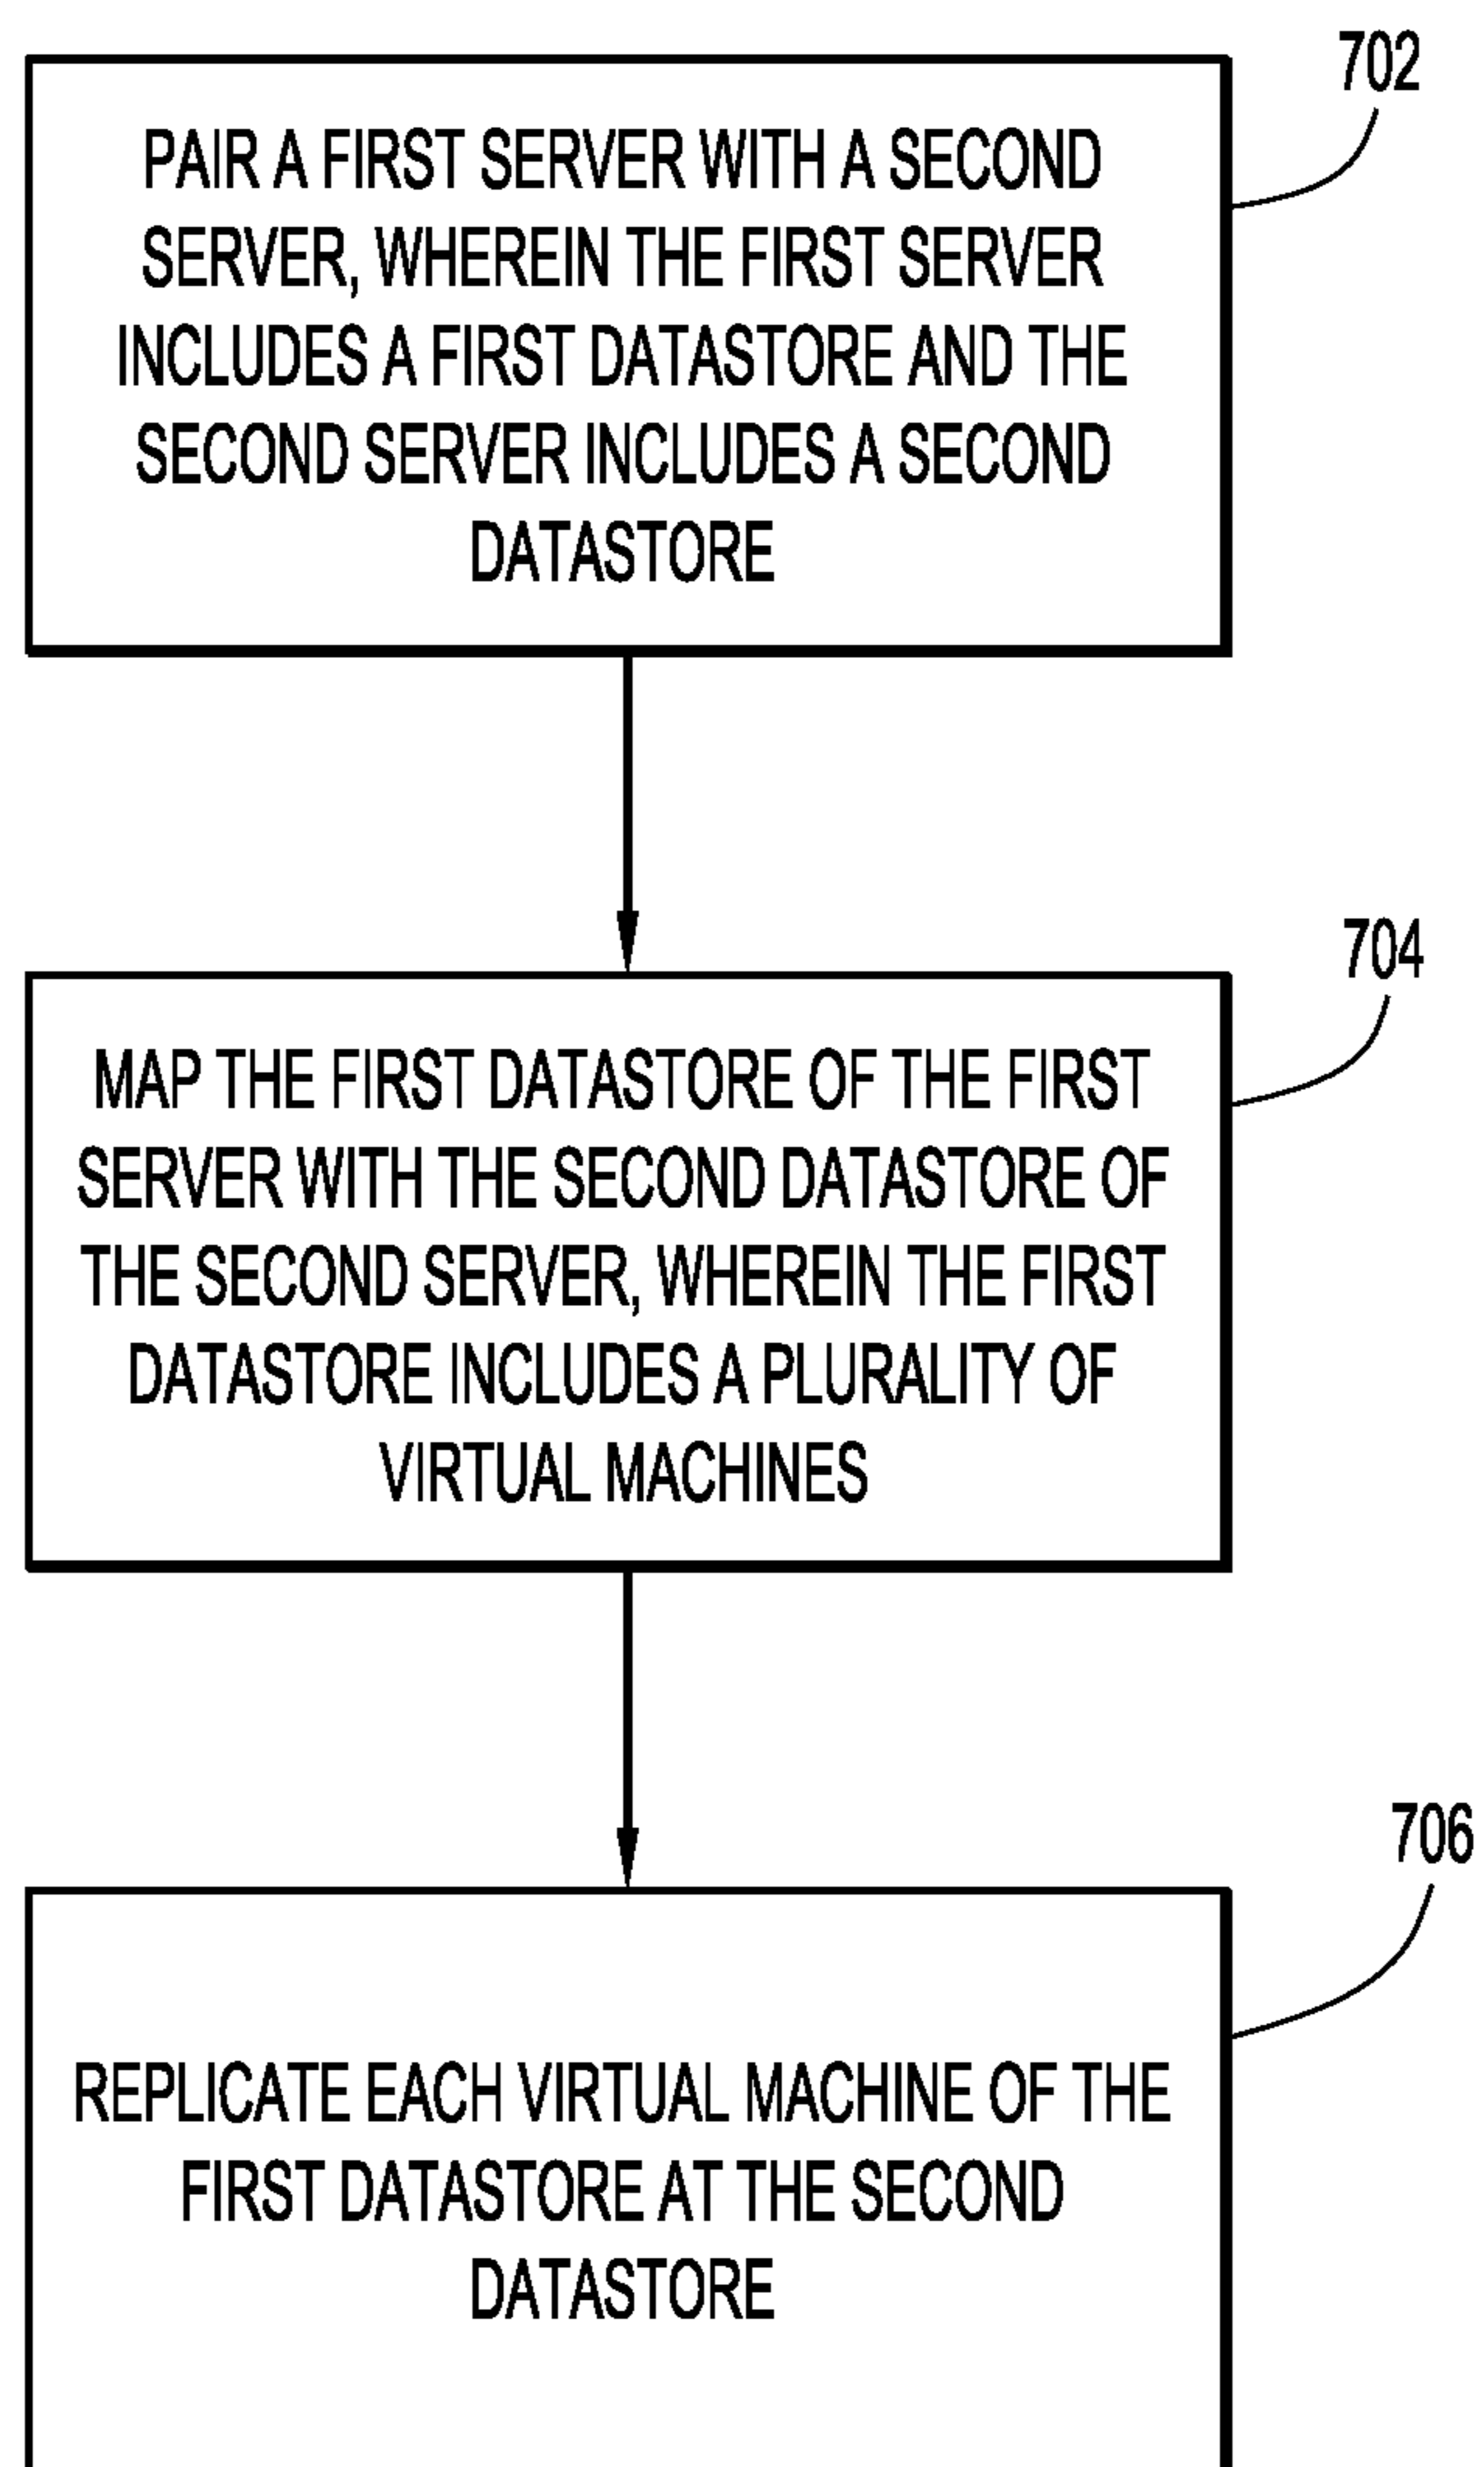 702
PAIR A FIRST SERVER WITH A SECOND
SERVER, WHEREIN THE FIRST SERVER
INCLUDES A FIRST DATASTORE AND THE
SECOND SERVER INCLUDES A SECOND
DATASTORE
704
MAP THE FIRST DATASTORE OF THE FIRST
SERVER WITH THE SECOND DATASTORE OF
THE SECOND SERVER, WHEREIN THE FIRST
DATASTORE INCLUDES A PLURALITY OF
VIRTUAL MACHINES
706
REPLICATE EACH VIRTUAL MACHINE OF THE
FIRST DATASTORE AT THE SECOND
DATASTORE